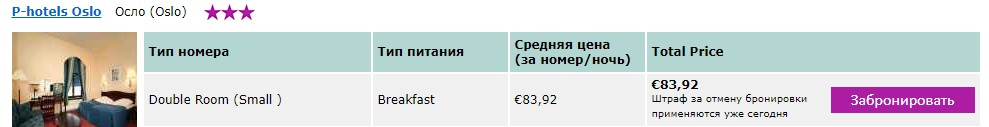 P-hotels Oslo Осло (Oslo)
Тип номера Тип питания Средняя цена (за номер/ночь) Total Price
Double Room (Small ) Breakfast €83,92 €83,92
Штраф за отмену бронировки
применяются уже сегодня
Забронировать